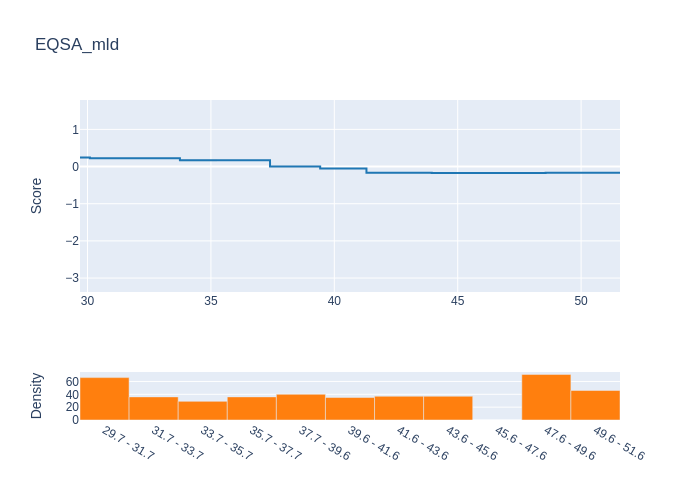 EQSA_mld
Score
1
0
−1
−2
−3
30 35 40 45 50
Density
60
40
20
0
29.7 - 31.7
31.7 - 33.7
33.7 - 35.7
35.7 - 37.7
37.7 - 39.6
39.6 - 41.6
41.6 - 43.6
43.6 - 45.6
45.6 - 47.6
47.6 - 49.6
49.6 - 51.6